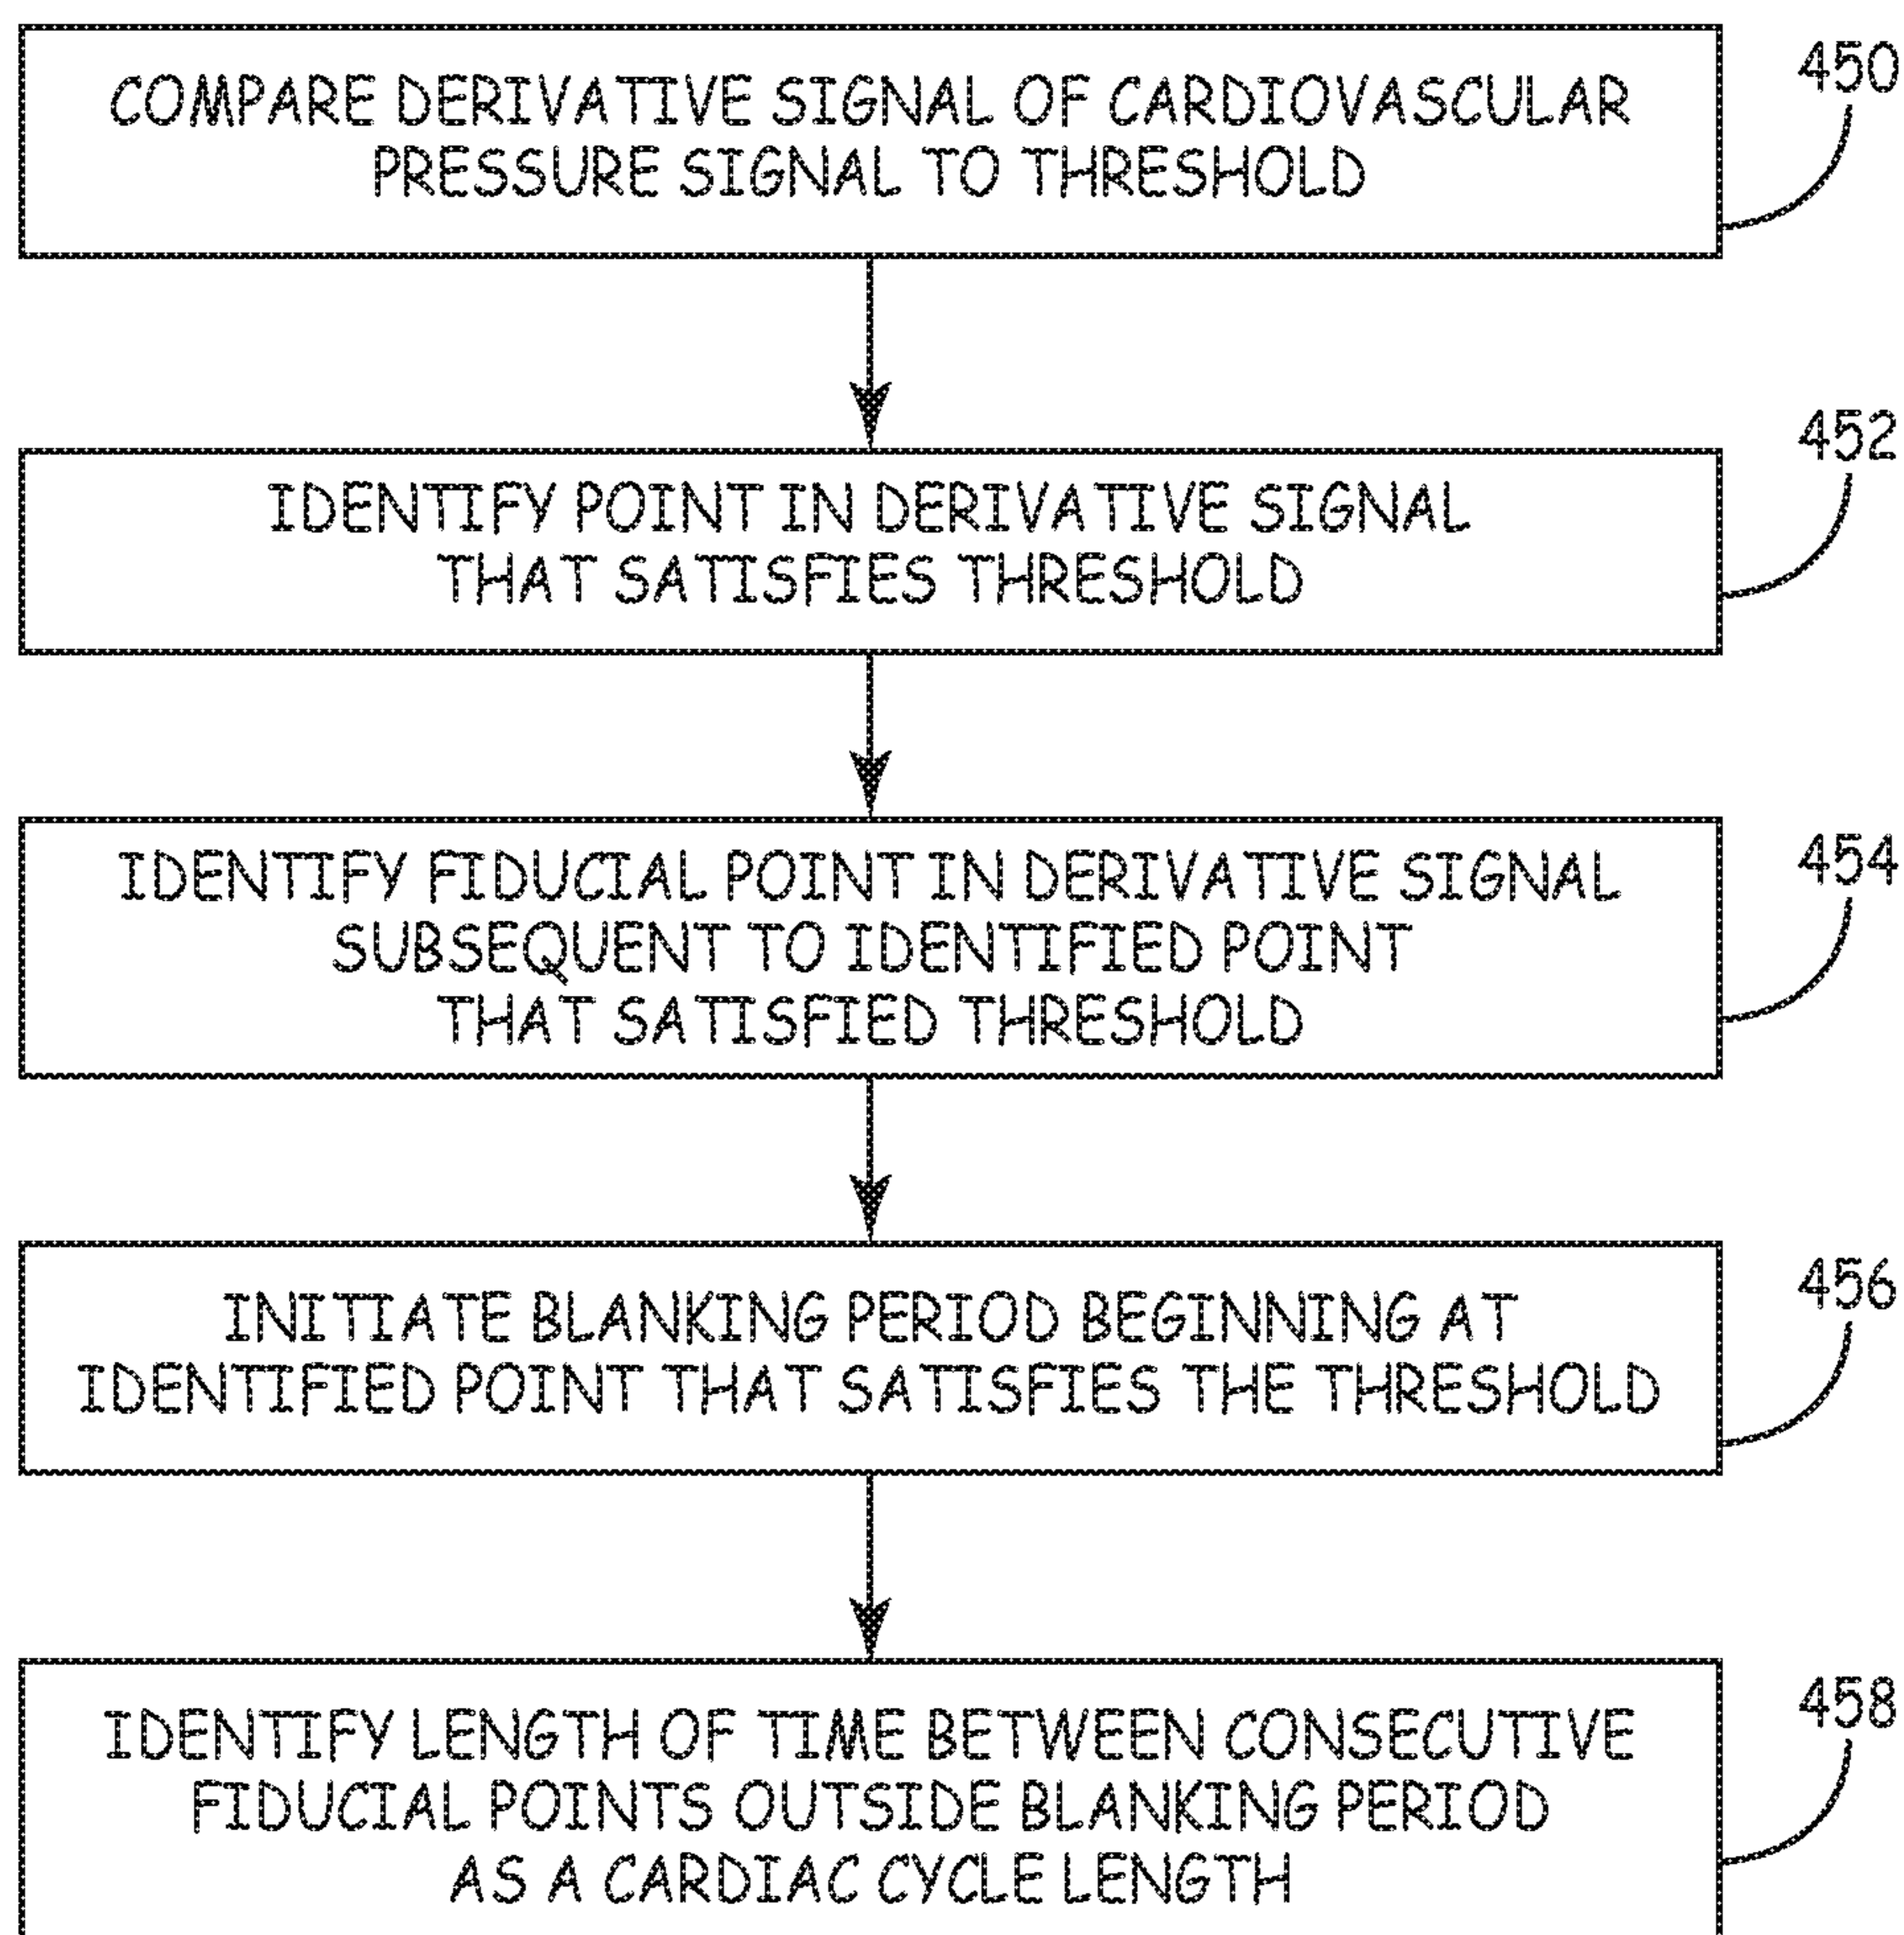 COMPARE DERIVATIVE SIGNAL OF CARDIOVASCULAR
PRESSURE SIGNAL TO THRESHOLD
450
IDENTIFY POINT IN DERIVATIVE SIGNAL
THAT SATISFIES THRESHOLD
452
IDENTIFY FIDUCIAL POINT IN DERIVATIVE SIGNAL
SUBSEQUENT TO IDENTIFIED POINT
THAT SATISFIED THRESHOLD
454
INITIATE BLANKING PERIOD BEGINNING AT
IDENTIFIED POINT THAT SATISFIES THE THRESHOLD
456
IDENTIFY LENGTH OF TIME BETWEEN CONSECUTIVE
FIDUCIAL POINTS OUTSIDE BLANKING PERIOD
AS A CARDIAC CYCLE LENGTH
458